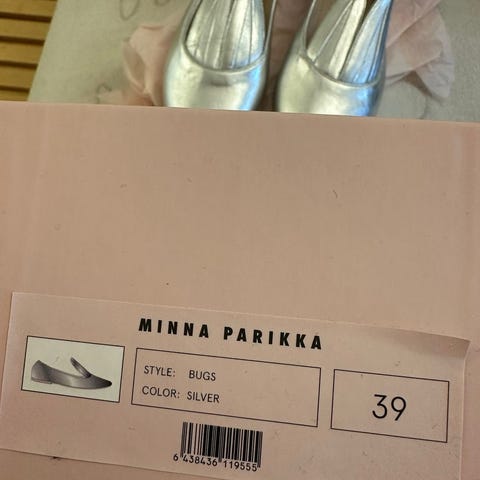 MINNA PARIKKA
STYLE: BUGS
COLOR: SILVER
39
6 438436 119555